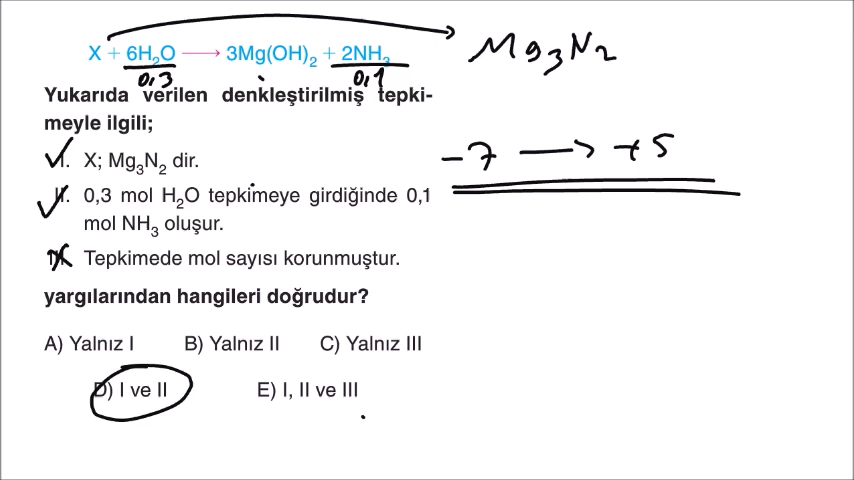 X + 6H₂O ⟶ 3Mg(OH)₂ + 2NH₃
Mg₃N₂
0,3 0,1
Yukarıda verilen denkleştirilmiş tepki-
meyle ilgili;
I. X; Mg₃N₂ dir.
-7 ⟶ +5
II. 0,3 mol H₂O tepkimeye girdiğinde 0,1
mol NH₃ oluşur.
III. Tepkimede mol sayısı korunmuştur.
yargılarından hangileri doğrudur?
A) Yalnız I B) Yalnız II C) Yalnız III
D) I ve II E) I, II ve III